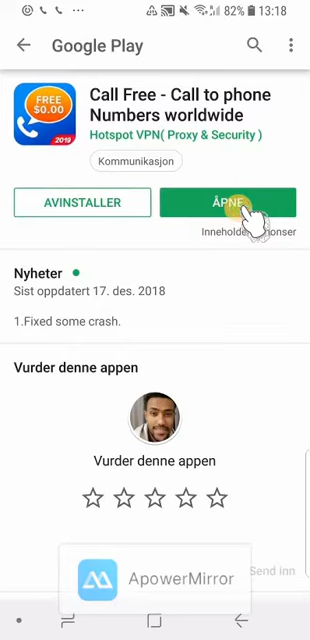 82% 13:18
Google Play
FREE
$0.00
2019
Call Free - Call to phone
Numbers worldwide
Hotspot VPN( Proxy & Security )
Kommunikasjon
AVINSTALLER
ÅPNE
Inneholder annonser
Nyheter
Sist oppdatert 17. des. 2018
1.Fixed some crash.
Vurder denne appen
Vurder denne appen
Send inn
ApowerMirror